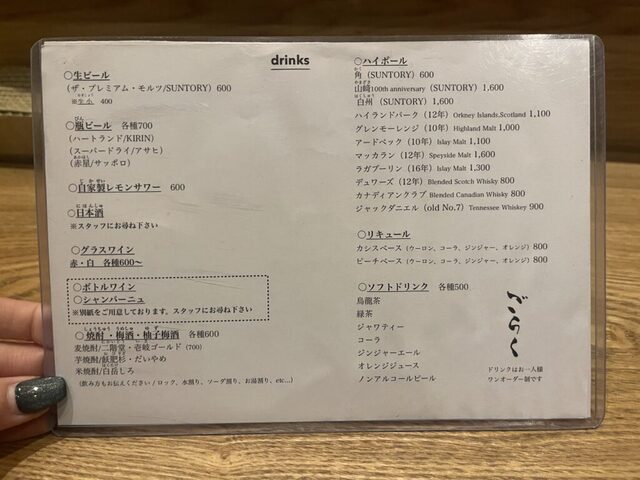 drinks
○生ビール
(ザ・プレミアム・モルツ/SUNTORY) 600
※生小 400
○瓶ビール 各種700
(ハートランド/KIRIN)
(スーパードライ/アサヒ)
(赤星/サッポロ)
○自家製レモンサワー 600
○日本酒
※スタッフにお尋ね下さい
○グラスワイン
赤・白 各種600〜
○ボトルワイン
○シャンパーニュ
※別紙をご用意しております。スタッフにお尋ね下さい
○焼酎・梅酒・柚子梅酒 各種600
麦焼酎/二階堂・壱岐ゴールド (700)
芋焼酎/飫肥杉・だいやめ
米焼酎/白岳しろ
(飲み方もお伝えください / ロック、水割り、ソーダ割り、お湯割り、etc...)
○ハイボール
角 (SUNTORY) 600
山崎100th anniversary (SUNTORY) 1,600
白州 (SUNTORY) 1,600
ハイランドパーク (12年) Orkney Islands.Scotland 1,100
グレンモーレンジ (10年) Highland Malt 1,000
アードベック (10年) Islay Malt 1,100
マッカラン (12年) Speyside Malt 1,600
ラガブーリン (16年) Islay Malt 1,300
デュワーズ (12年) Blended Scotch Whisky 800
カナディアンクラブ Blended Canadian Whisky 800
ジャックダニエル (old No.7) Tennessee Whiskey 900
○リキュール
カシスベース (ウーロン、コーラ、ジンジャー、オレンジ) 800
ピーチベース (ウーロン、コーラ、ジンジャー、オレンジ) 800
○ソフトドリンク 各種500
烏龍茶
緑茶
ジャワティー
コーラ
ジンジャーエール
オレンジジュース
ノンアルコールビール
ドリンクはお一人様
ワンオーダー制です